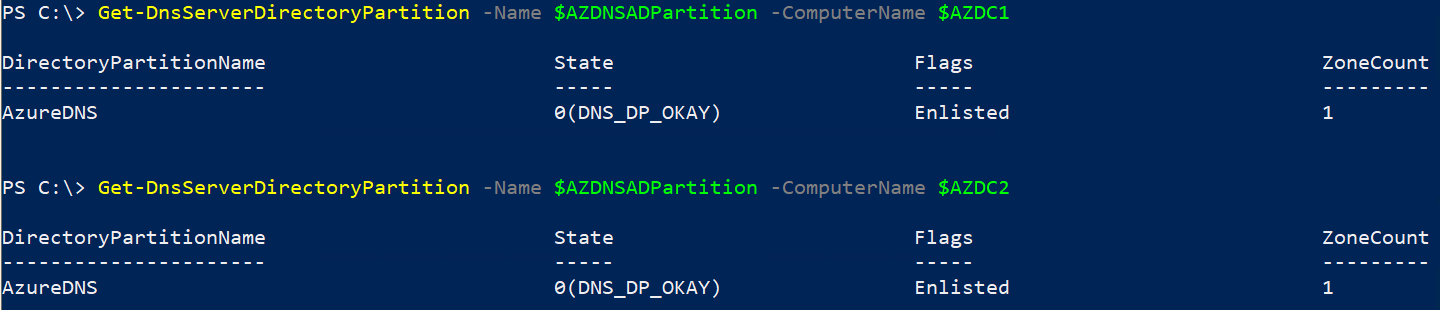 PS C:\> Get-DnsServerDirectoryPartition -Name $AZDNSADPartition -ComputerName $AZDC1
DirectoryPartitionName State Flags ZoneCount
---------------------- ----- ----- ---------
AzureDNS 0(DNS_DP_OKAY) Enlisted 1
PS C:\> Get-DnsServerDirectoryPartition -Name $AZDNSADPartition -ComputerName $AZDC2
DirectoryPartitionName State Flags ZoneCount
---------------------- ----- ----- ---------
AzureDNS 0(DNS_DP_OKAY) Enlisted 1